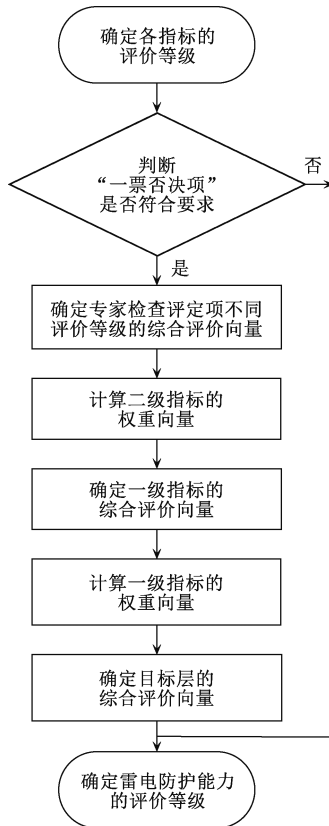 确定各指标的
评价等级
判断
“一票否决项”
是否符合要求
否
是
确定专家检查评定项不同
评价等级的综合评价向量
计算二级指标的
权重向量
确定一级指标的
综合评价向量
计算一级指标的
权重向量
确定目标层的
综合评价向量
确定雷电防护能力
的评价等级